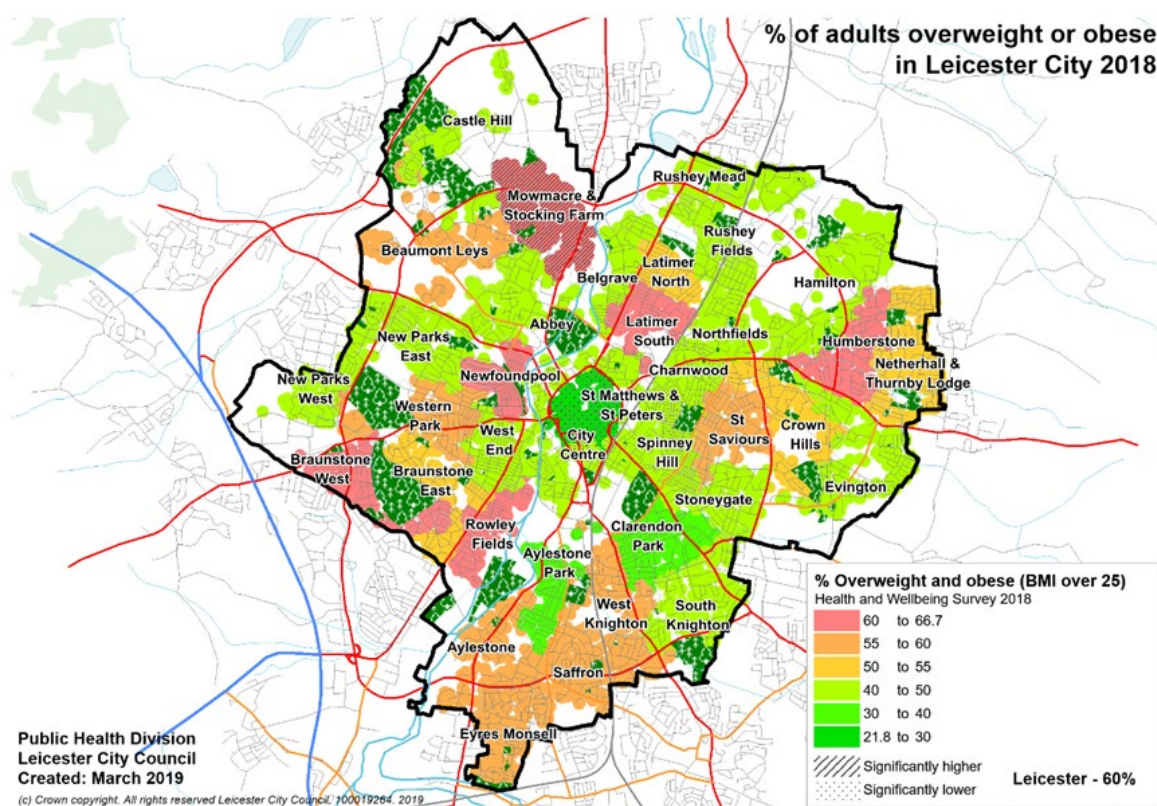 % of adults overweight or obese
in Leicester City 2018
Castle Hill
Mowmacre &
Stocking Farm
Rushey Mead
Beaumont Leys
Rushey
Fields
Belgrave
Latimer
North
Hamilton
Abbey
Latimer
South
Northfields
New Parks
East
Humberstone
Netherhall &
Thurnby Lodge
New Parks
West
Newfoundpool
Charnwood
St Matthews &
St Peters
Western
Park
West
End
City
Centre
Spinney
Hill
St
Saviours
Crown
Hills
Braunstone
West
Braunstone
East
Stoneygate
Evington
Rowley
Fields
Clarendon
Park
Aylestone
Park
West
Knighton
South
Knighton
Aylestone
Saffron
Eyres Monsell
% Overweight and obese (BMI over 25)
Health and Wellbeing Survey 2018
60 to 66.7
55 to 60
50 to 55
40 to 50
30 to 40
21.8 to 30
Significantly higher
Significantly lower
Leicester - 60%
Public Health Division
Leicester City Council
Created: March 2019
(c) Crown copyright. All rights reserved Leicester City Council, 100019264. 2019